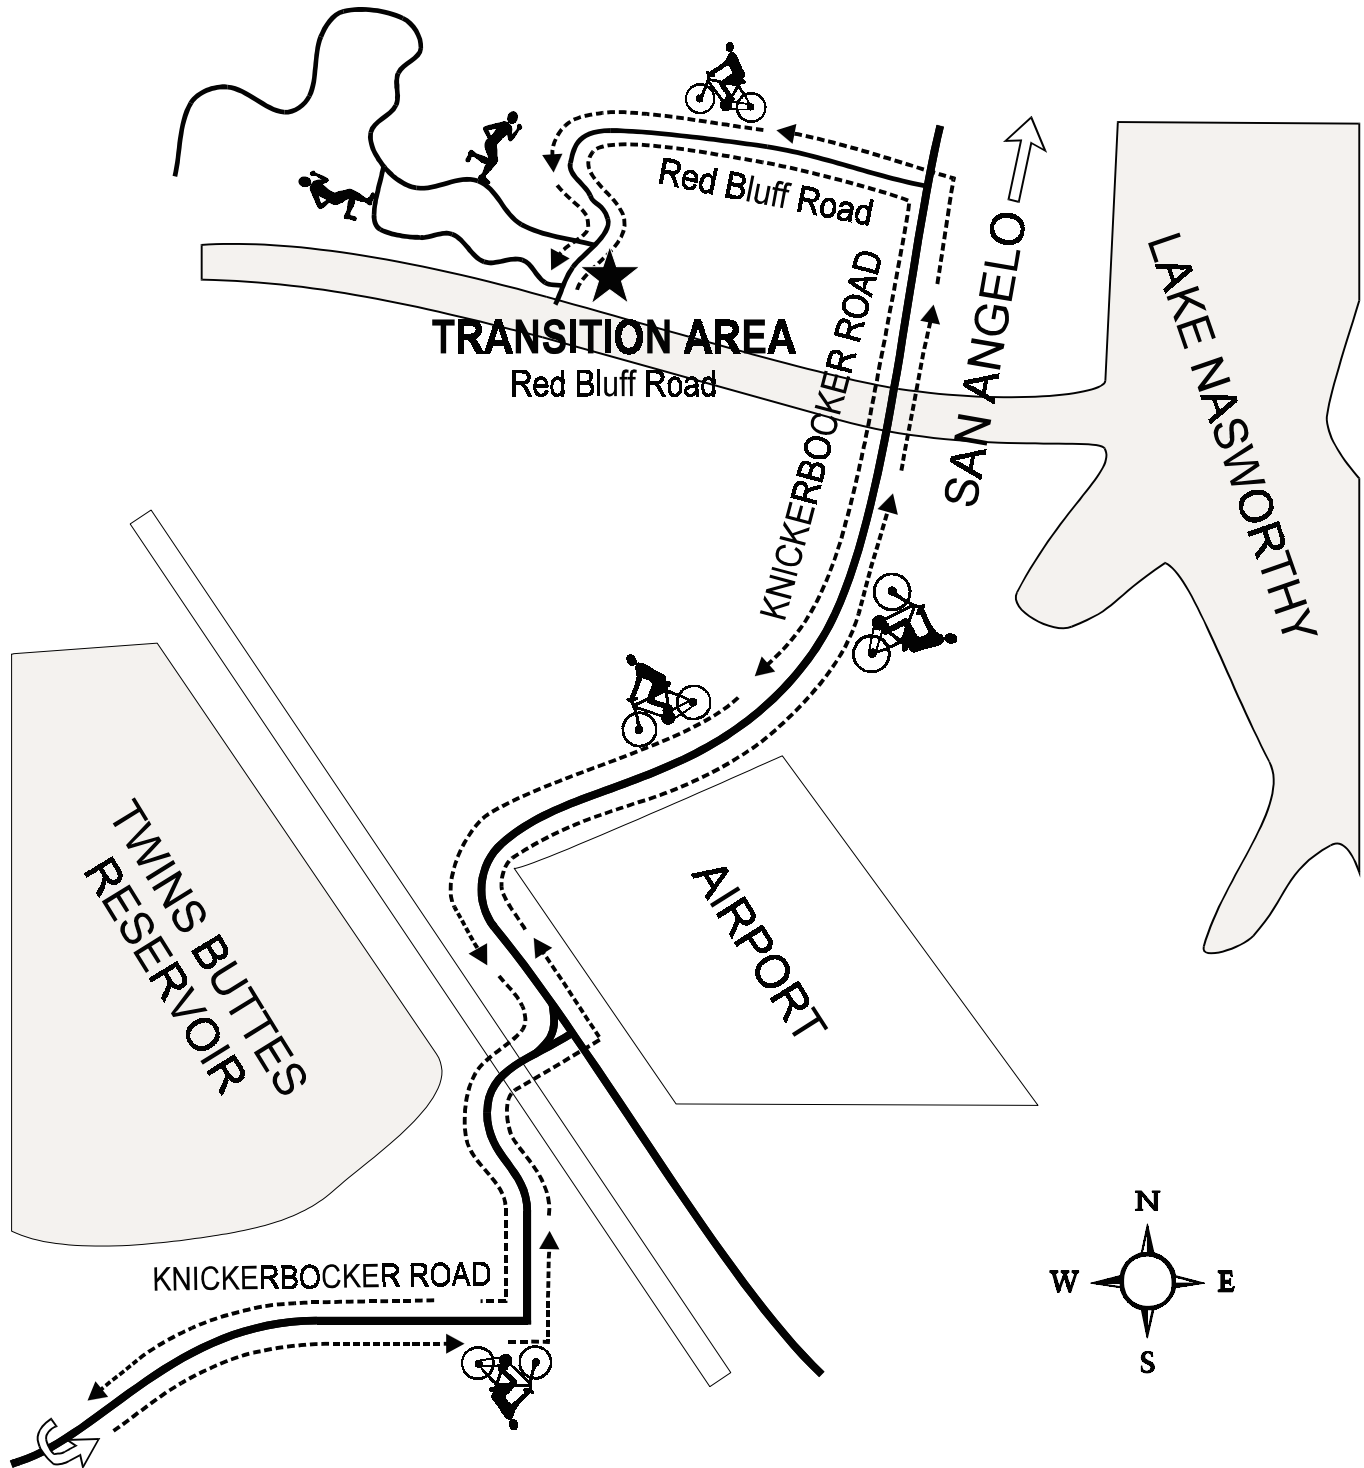 Red Bluff Road
SAN ANGELO
KNICKERBOCKER ROAD
LAKE NASWORTHY
TRANSITION AREA
Red Bluff Road
TWINS BUTTES
RESERVOIR
AIRPORT
KNICKERBOCKER ROAD
N
W
E
S